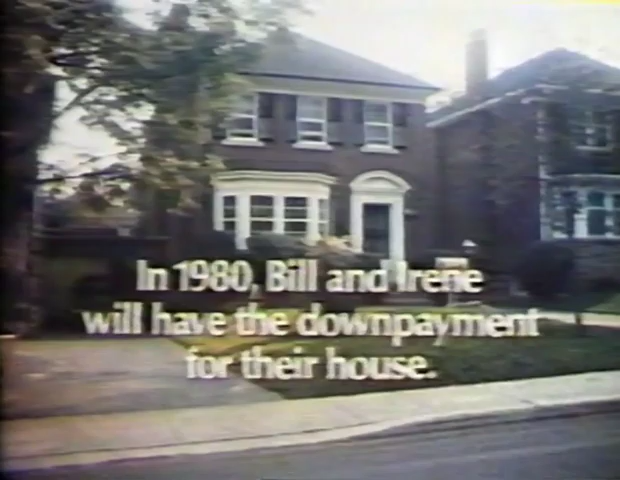 In 1980, Bill and Irene
will have the downpayment
for their house.